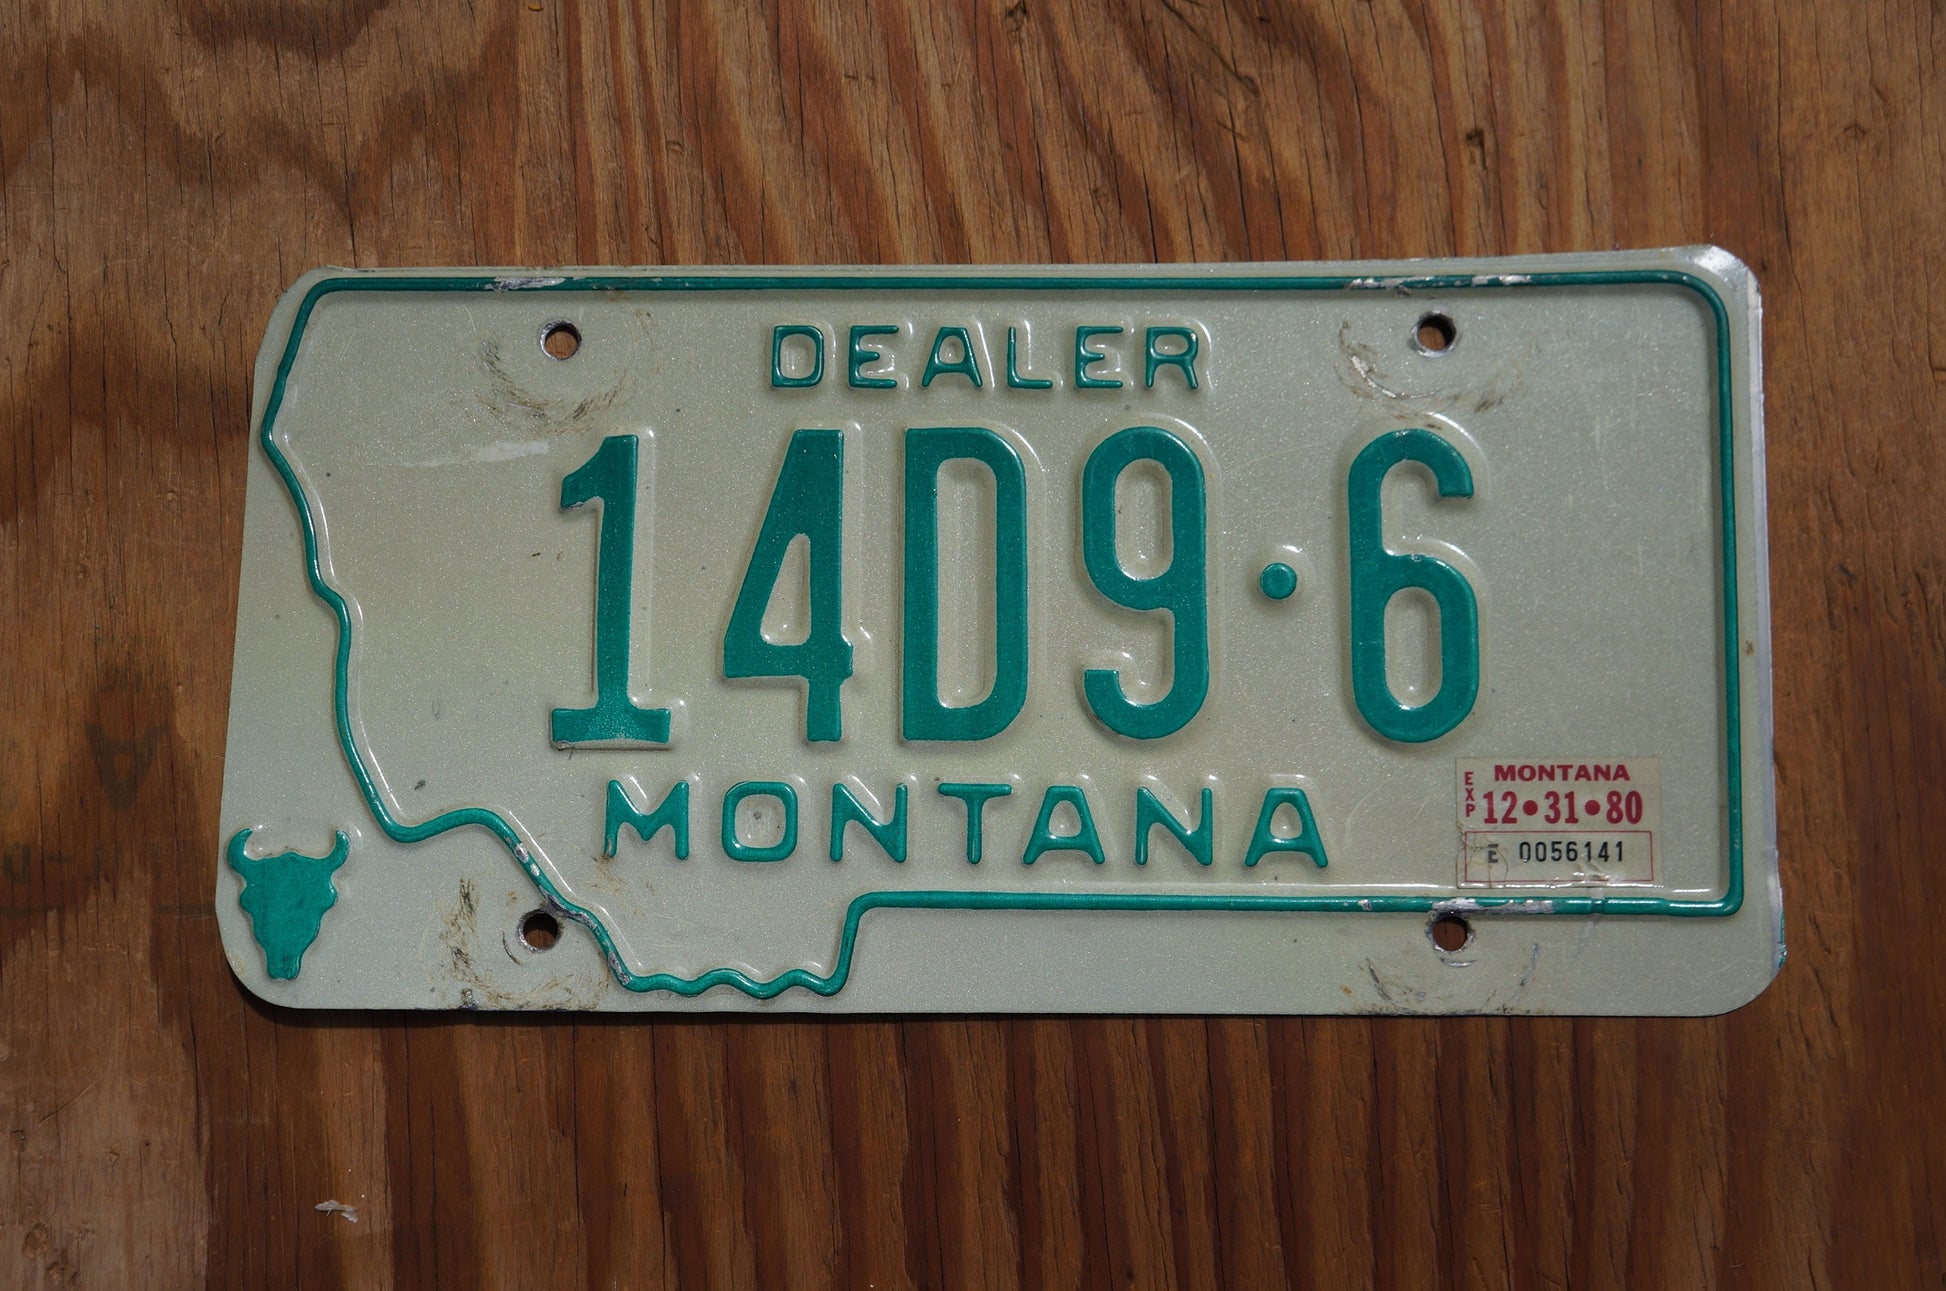 DEALER
14D9•6
MONTANA
EXP
MONTANA
12•31•80
E 0056141